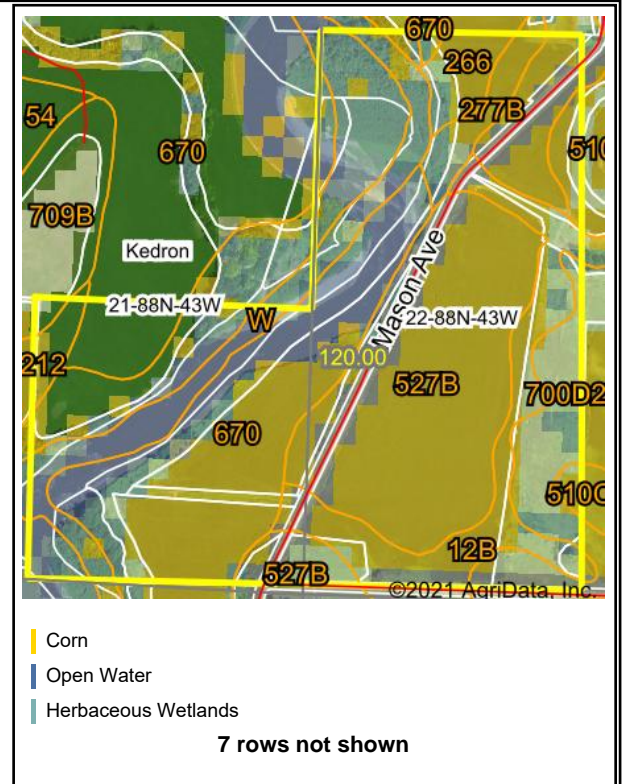 670
266
54
277B
510
670
709B
Kedron
Mason Ave
21-88N-43W
W
22-88N-43W
212
120.00
527B
700D2
670
510C
12B
527B
©2021 AgriData, Inc.
Corn
Open Water
Herbaceous Wetlands
7 rows not shown